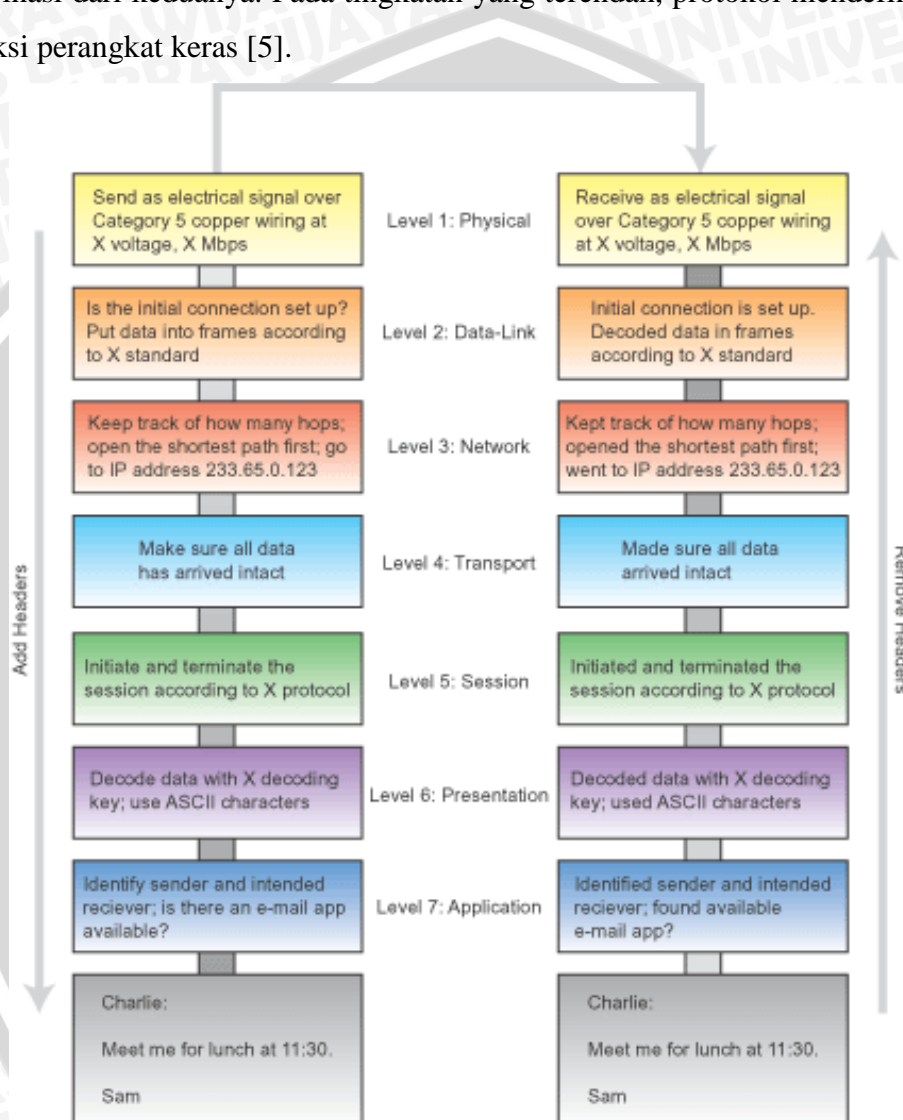 masi dari keduanya. Pada tingkatan yang terendah, protokol mendefin
ksi perangkat keras [5].
Send as electrical signal over
Category 5 copper wiring at
X voltage, X Mbps
Level 1: Physical
Receive as electrical signal
over Category 5 copper wiring
at X voltage, X Mbps
Is the initial connection set up?
Put data into frames according
to X standard
Level 2: Data-Link
Initial connection is set up.
Decoded data in frames
according to X standard
Keep track of how many hops;
open the shortest path first; go
to IP address 233.65.0.123
Level 3: Network
Kept track of how many hops;
opened the shortest path first;
went to IP address 233.65.0.123
Make sure all data
has arrived intact
Level 4: Transport
Made sure all data
arrived intact
Add Headers
Remove Headers
Initiate and terminate the
session according to X protocol
Level 5: Session
Initiated and terminated the
session according to X protocol
Decode data with X decoding
key; use ASCII characters
Level 6: Presentation
Decoded data with X decoding
key; used ASCII characters
Identify sender and intended
reciever; is there an e-mail app
available?
Level 7: Application
Identified sender and intended
reciever; found available
e-mail app?
Charlie:
Meet me for lunch at 11:30.
Sam
Charlie:
Meet me for lunch at 11:30.
Sam